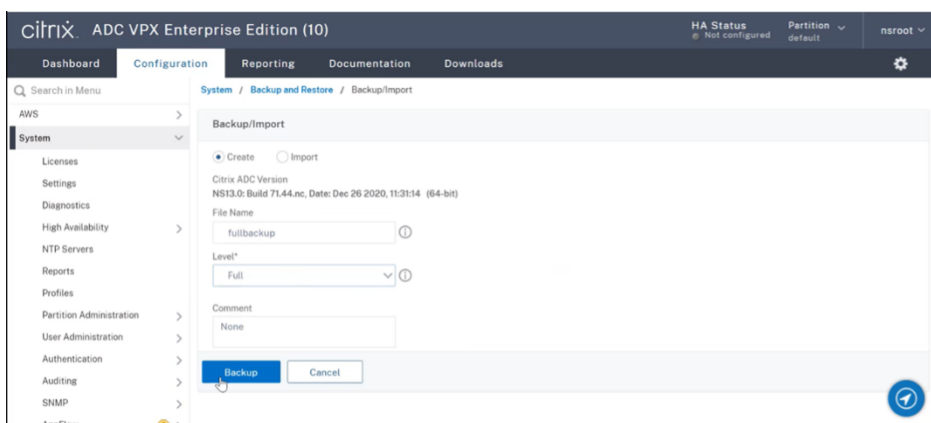 citrix. ADC VPX Enterprise Edition (10)
HA Status
Not configured
Partition
default
nsroot
Dashboard Configuration Reporting Documentation Downloads
Search in Menu
AWS
System
Licenses
Settings
Diagnostics
High Availability
NTP Servers
Reports
Profiles
Partition Administration
User Administration
Authentication
Auditing
SNMP
System / Backup and Restore / Backup/Import
Backup/Import
Create Import
Citrix ADC Version
NS13.0: Build 71.44.nc, Date: Dec 26 2020, 11:31:14 (64-bit)
File Name
fullbackup
Level*
Full
Comment
None
Backup Cancel